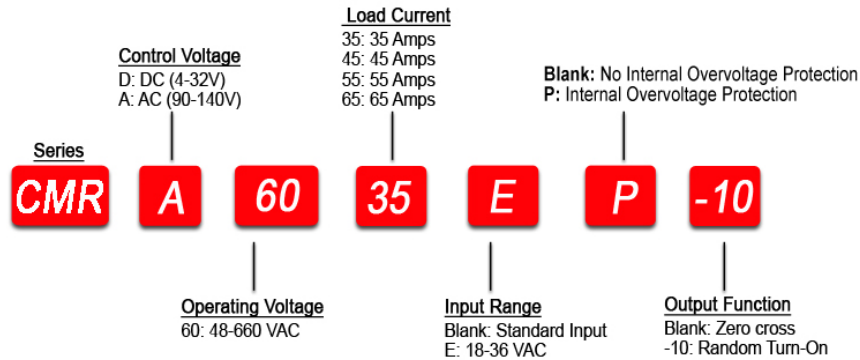 Load Current
35: 35 Amps
45: 45 Amps
55: 55 Amps
65: 65 Amps
Control Voltage
D: DC (4-32V)
A: AC (90-140V)
Blank: No Internal Overvoltage Protection
P: Internal Overvoltage Protection
Series
CMR A 60 35 E P -10
Operating Voltage
60: 48-660 VAC
Input Range
Blank: Standard Input
E: 18-36 VAC
Output Function
Blank: Zero cross
-10: Random Turn-On